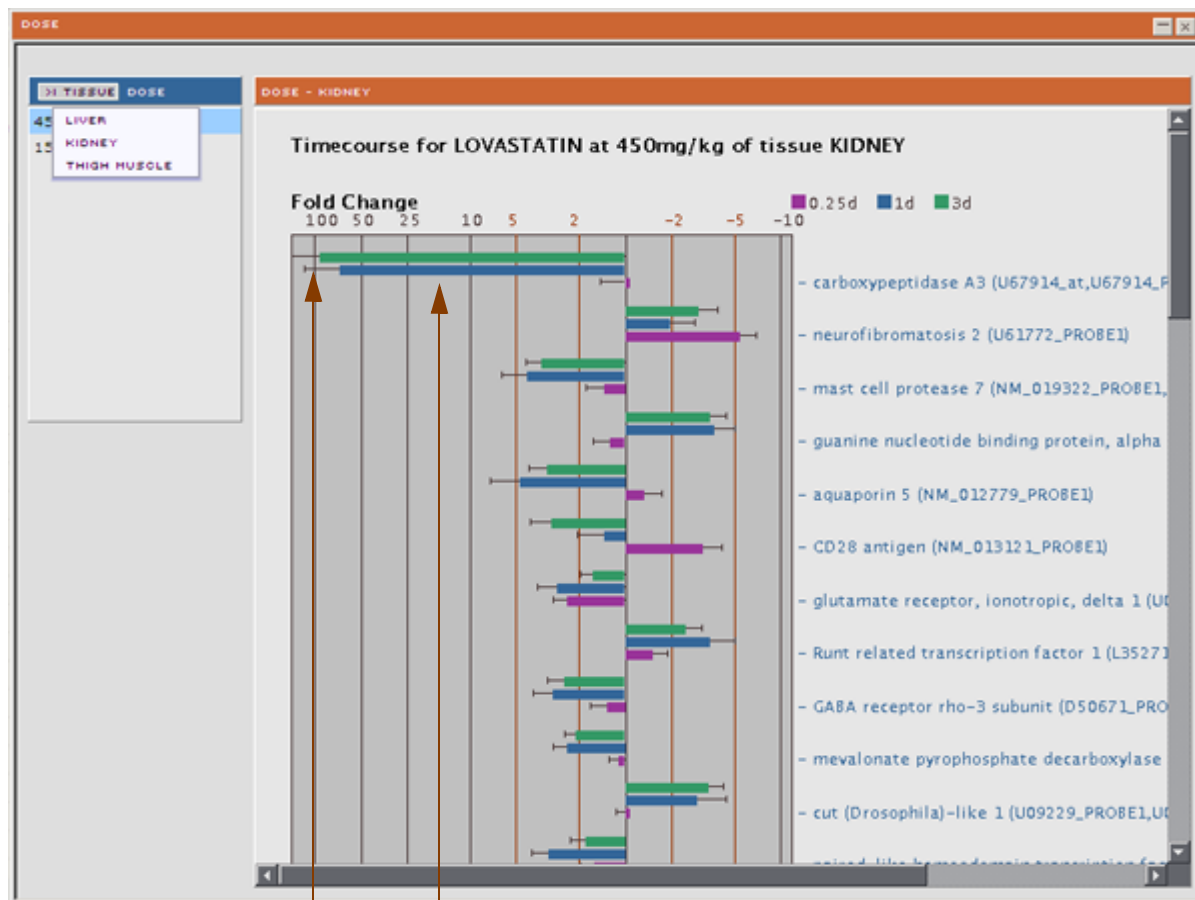 DOSE
>I TISSUE DOSE
LIVER
KIDNEY
THIGH MUSCLE
45
15
DOSE - KIDNEY
Timecourse for LOVASTATIN at 450mg/kg of tissue KIDNEY
Fold Change
0.25d 1d 3d
100 50 25 10 5 2 -2 -5 -10
- carboxypeptidase A3 (U67914_at,U67914_P
- neurofibromatosis 2 (U61772_PROBE1)
- mast cell protease 7 (NM_019322_PROBE1,
- guanine nucleotide binding protein, alpha
- aquaporin 5 (NM_012779_PROBE1)
- CD28 antigen (NM_013121_PROBE1)
- glutamate receptor, ionotropic, delta 1 (U0
- Runt related transcription factor 1 (L35271
- GABA receptor rho-3 subunit (D50671_PRO
- mevalonate pyrophosphate decarboxylase
- cut (Drosophila)-like 1 (U09229_PROBE1,U0